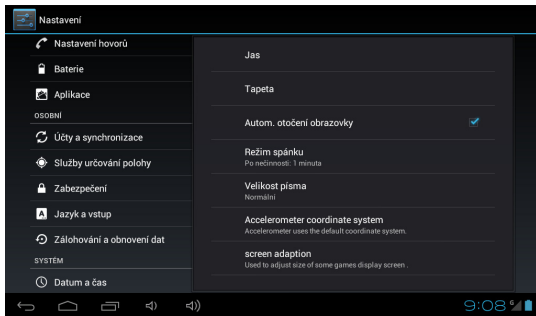 Nastavení
Nastavení hovorů
Baterie
Aplikace
OSOBNÍ
Účty a synchronizace
Služby určování polohy
Zabezpečení
A
Jazyk a vstup
Zálohování a obnovení dat
SYSTÉM
Datum a čas
Jas
Tapeta
Autom. otočení obrazovky
Režim spánku
Po nečinnosti: 1 minuta
Velikost písma
Normální
Accelerometer coordinate system
Accelerometer uses the default coordinate system.
screen adaption
Used to adjust size of some games display screen .
9:08
G